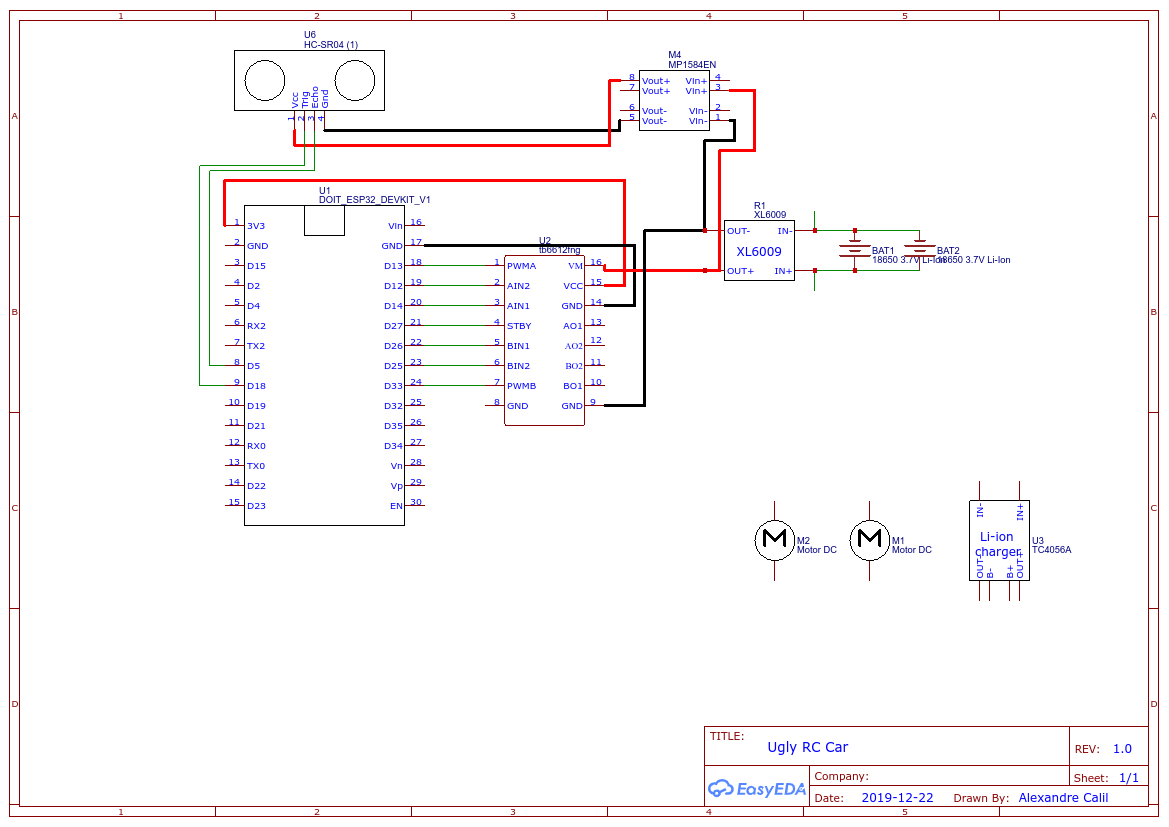 1 2 3 4 5
A A
B B
C C
D D
1 2 3 4 5
U6
HC-SR04 (1)
Vcc Trig Echo Gnd
1 2 3 4
M4
MP1584EN
8 Vout+ Vin+ 4
7 Vout+ Vin+ 3
6 Vout- Vin- 2
5 Vout- Vin- 1
U1
DOIT_ESP32_DEVKIT_V1
1 3V3 Vin 16
2 GND GND 17
3 D15 D13 18
4 D2 D12 19
5 D4 D14 20
6 RX2 D27 21
7 TX2 D26 22
8 D5 D25 23
9 D18 D33 24
10 D19 D32 25
11 D21 D35 26
12 RX0 D34 27
13 TX0 Vn 28
14 D22 Vp 29
15 D23 EN 30
U2
tb6612fng
1 PWMA VM 16
2 AIN2 VCC 15
3 AIN1 GND 14
4 STBY AO1 13
5 BIN1 AO2 12
6 BIN2 BO2 11
7 PWMB BO1 10
8 GND GND 9
R1
XL6009
OUT- IN-
XL6009
OUT+ IN+
BAT1
18650 3.7V Li-Ion
BAT2
18650 3.7V Li-Ion
M2
Motor DC
M1
Motor DC
IN- IN+
Li-ion
charger
OUT- B- B+ OUT+
U3
TC4056A
TITLE:
Ugly RC Car
REV: 1.0
EasyEDA
Company:
Sheet: 1/1
Date: 2019-12-22 Drawn By: Alexandre Calil